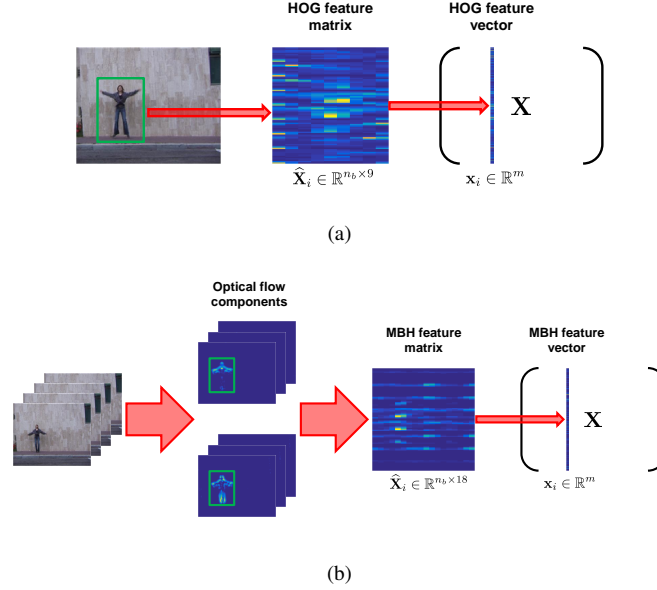 HOG feature
matrix
HOG feature
vector
X
X̂ᵢ ∈ ℝ^{n_b×9}
xᵢ ∈ ℝ^m
(a)
Optical flow
components
MBH feature
matrix
MBH feature
vector
X
X̂ᵢ ∈ ℝ^{n_b×18}
xᵢ ∈ ℝ^m
(b)